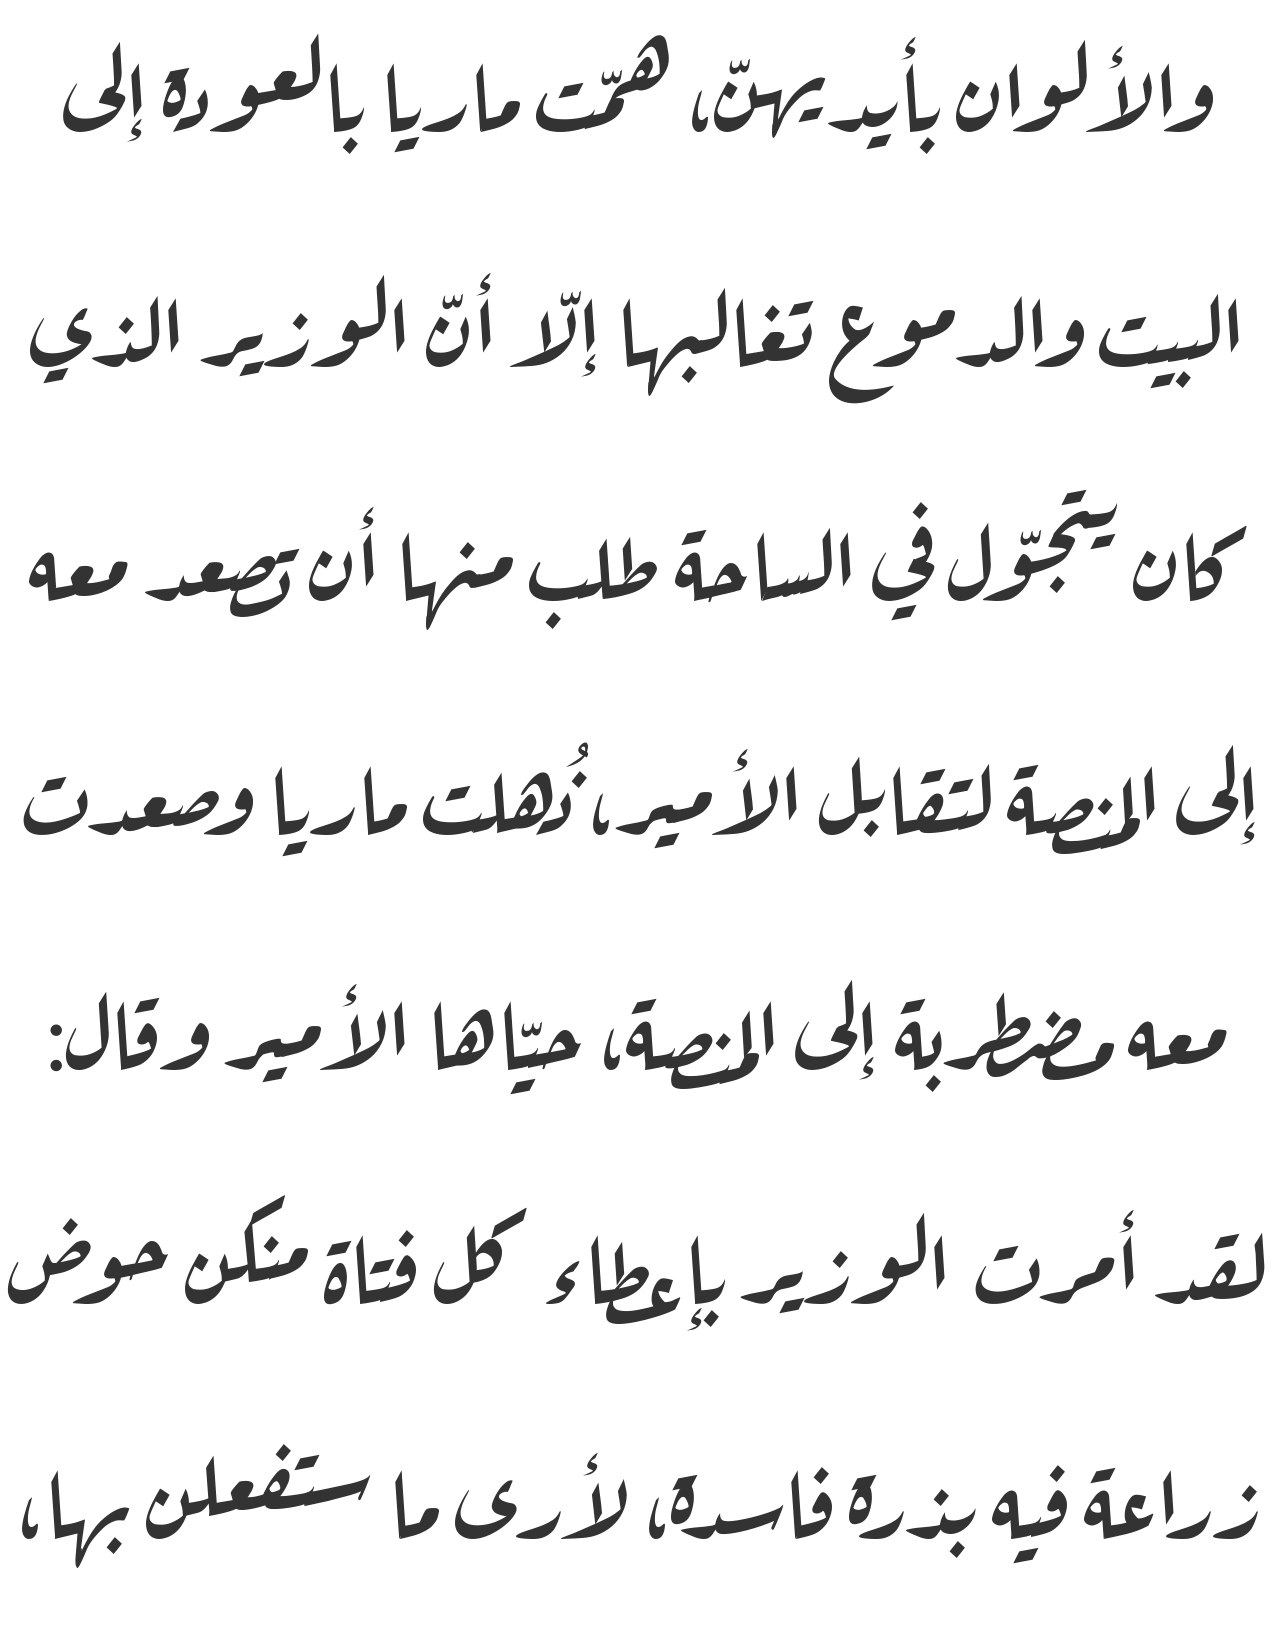 والألوان بأيديهنّ، همّت ماريا بالعودة إلى
البيت والدموع تغالبها إلّا أنّ الوزير الذي
كان يتجوّل في الساحة طلب منها أن تصعد معه
إلى المنصة لتقابل الأمير، ذُهلت ماريا وصعدت
معه مضطربة إلى المنصة، حيّاها الأمير وقال:
لقد أمرت الوزير بإعطاء كل فتاة منكن حوض
زراعة فيه بذرة فاسدة، لأرى ما ستفعلن بها،